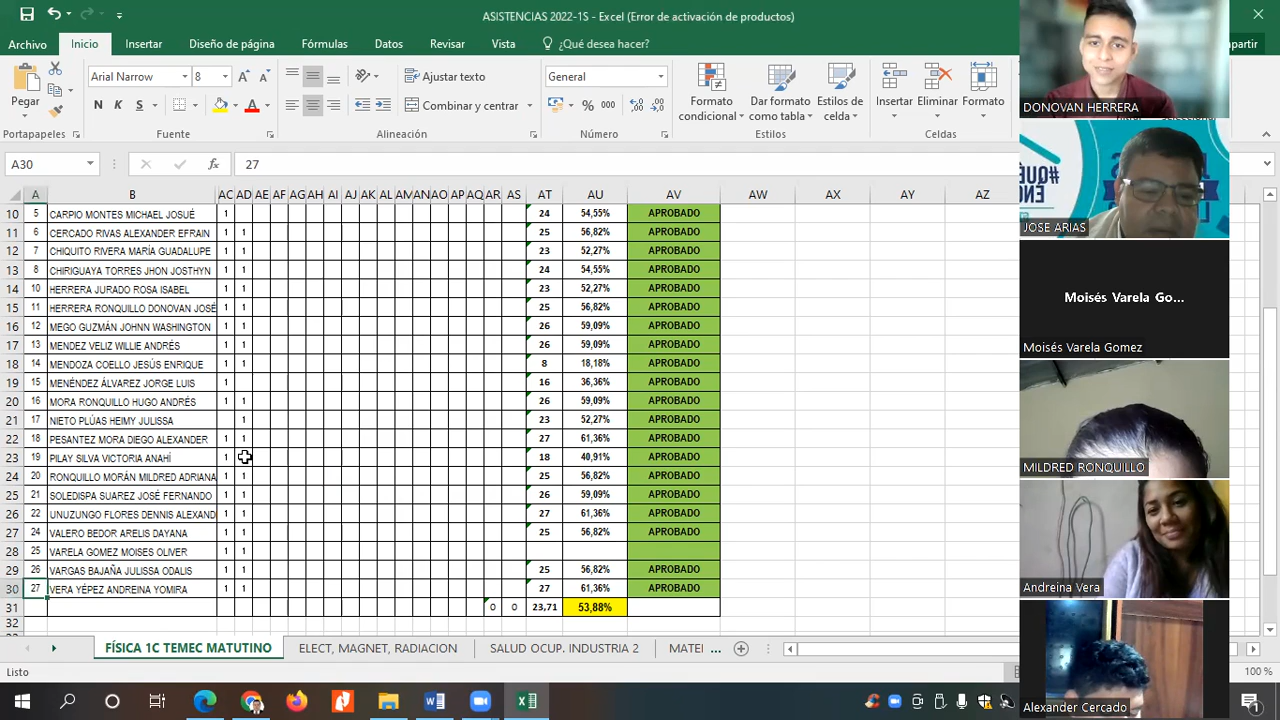 ASISTENCIAS 2022-1S - Excel (Error de activación de productos)
Archivo Inicio Insertar Diseño de página Fórmulas Datos Revisar Vista ¿Qué desea hacer?
Pegar Arial Narrow 8 Ajustar texto General
N K S Combinar y centrar % 000
Formato condicional Dar formato como tabla Estilos de celda Insertar Eliminar Formato
Portapapeles Fuente Alineación Número Estilos Celdas
A30 27
A B AC AD AE AF AG AH AI AJ AK AL AM AN AO AP AQ AR AS AT AU AV AW AX AY AZ
10 5 CARPIO MONTES MICHAEL JOSUÉ 1 24 54,55% APROBADO
11 6 CERCADO RIVAS ALEXANDER EFRAIN 1 1 25 56,82% APROBADO
12 7 CHIQUITO RIVERA MARÍA GUADALUPE 1 1 23 52,27% APROBADO
13 8 CHIRIGUAYA TORRES JHON JOSTHYN 1 1 24 54,55% APROBADO
14 10 HERRERA JURADO ROSA ISABEL 1 1 23 52,27% APROBADO
15 11 HERRERA RONQUILLO DONOVAN JOSÉ 1 1 25 56,82% APROBADO
16 12 MEGO GUZMÁN JOHNN WASHINGTON 1 1 26 59,09% APROBADO
17 13 MENDEZ VELIZ WILLIE ANDRÉS 1 1 26 59,09% APROBADO
18 14 MENDOZA COELLO JESÚS ENRIQUE 1 1 8 18,18% APROBADO
19 15 MENÉNDEZ ÁLVAREZ JORGE LUIS 1 16 36,36% APROBADO
20 16 MORA RONQUILLO HUGO ANDRÉS 1 1 26 59,09% APROBADO
21 17 NIETO PLÚAS HEIMY JULISSA 1 23 52,27% APROBADO
22 18 PESANTEZ MORA DIEGO ALEXANDER 1 1 27 61,36% APROBADO
23 19 PILAY SILVA VICTORIA ANAHÍ 1 18 40,91% APROBADO
24 20 RONQUILLO MORÁN MILDRED ADRIANA 1 1 25 56,82% APROBADO
25 21 SOLEDISPA SUAREZ JOSÉ FERNANDO 1 1 26 59,09% APROBADO
26 22 UNUZUNGO FLORES DENNIS ALEXAND 1 1 27 61,36% APROBADO
27 24 VALERO BEDOR ARELIS DAYANA 1 1 25 56,82% APROBADO
28 25 VARELA GOMEZ MOISES OLIVER 1 1
29 26 VARGAS BAJAÑA JULISSA ODALIS 1 1 25 56,82% APROBADO
30 27 VERA YÉPEZ ANDREINA YOMIRA 1 1 27 61,36% APROBADO
31 0 0 23,71 53,88%
32
FÍSICA 1C TEMEC MATUTINO ELECT, MAGNET, RADIACION SALUD OCUP. INDUSTRIA 2 MATEI ...
Listo 100 %
DONOVAN HERRERA
JOSE ARIAS
Moisés Varela Go...
Moisés Varela Gomez
MILDRED RONQUILLO
Andreina Vera
Alexander Cercado